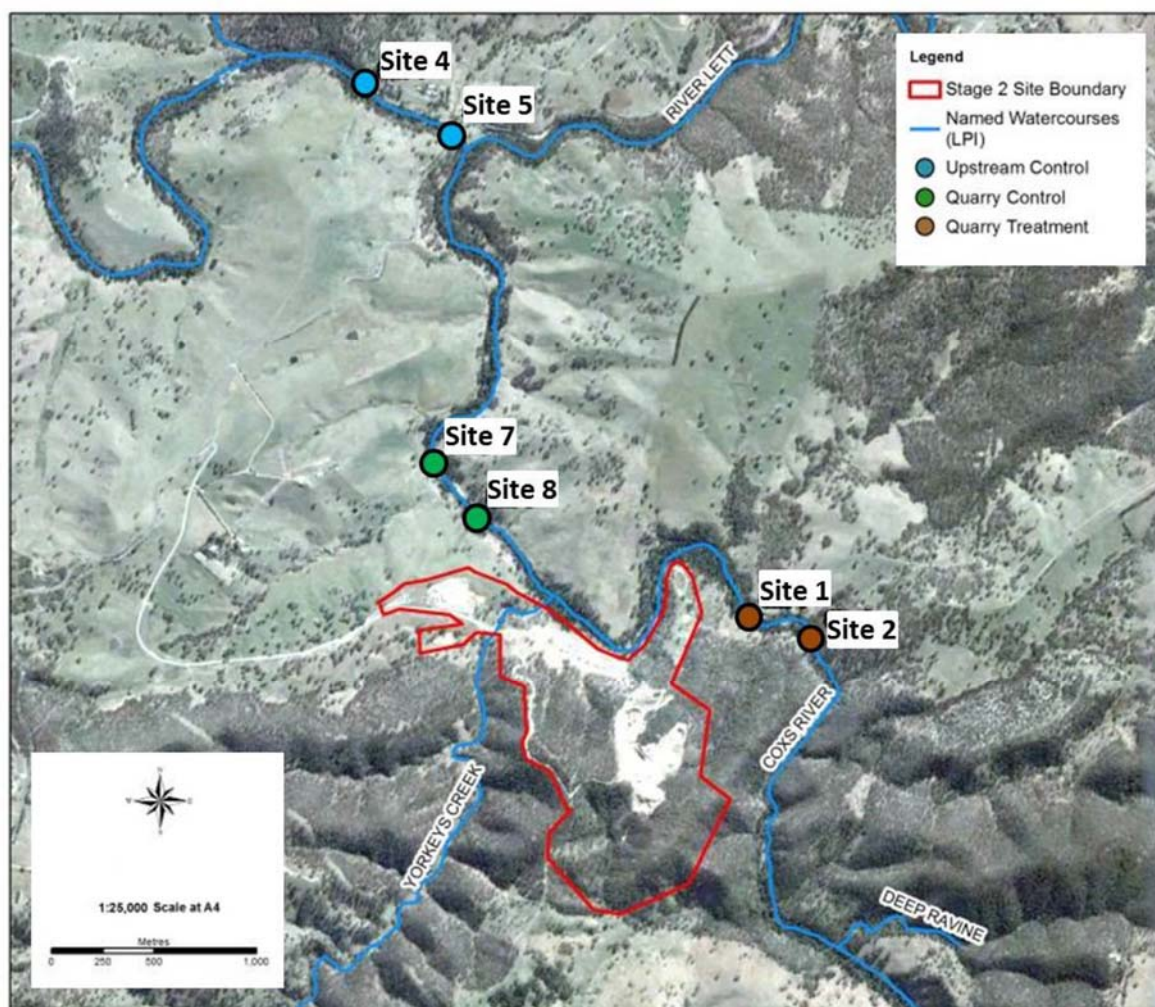 Site 4
Site 5
RIVER LETT
Legend
Stage 2 Site Boundary
Named Watercourses
(LPI)
Upstream Control
Quarry Control
Quarry Treatment
Site 7
Site 8
Site 1
Site 2
COXS RIVER
YORKEYS CREEK
DEEP RAVINE
N
W
E
S
1:25,000 Scale at A4
Metres
0 250 500 1,000